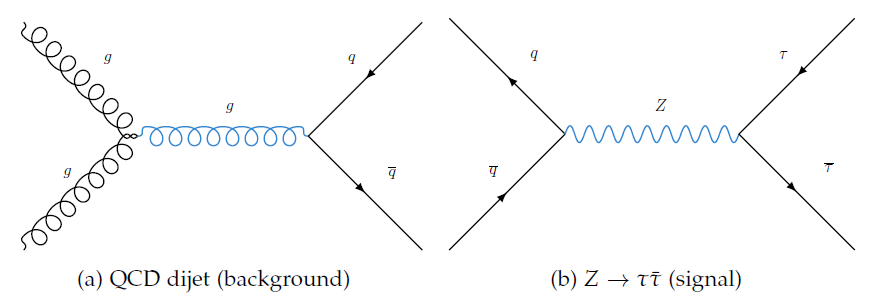 g
g
g
q
q̅
(a) QCD dijet (background)
q
q̅
Z
τ
τ̅
(b) Z → ττ̄ (signal)